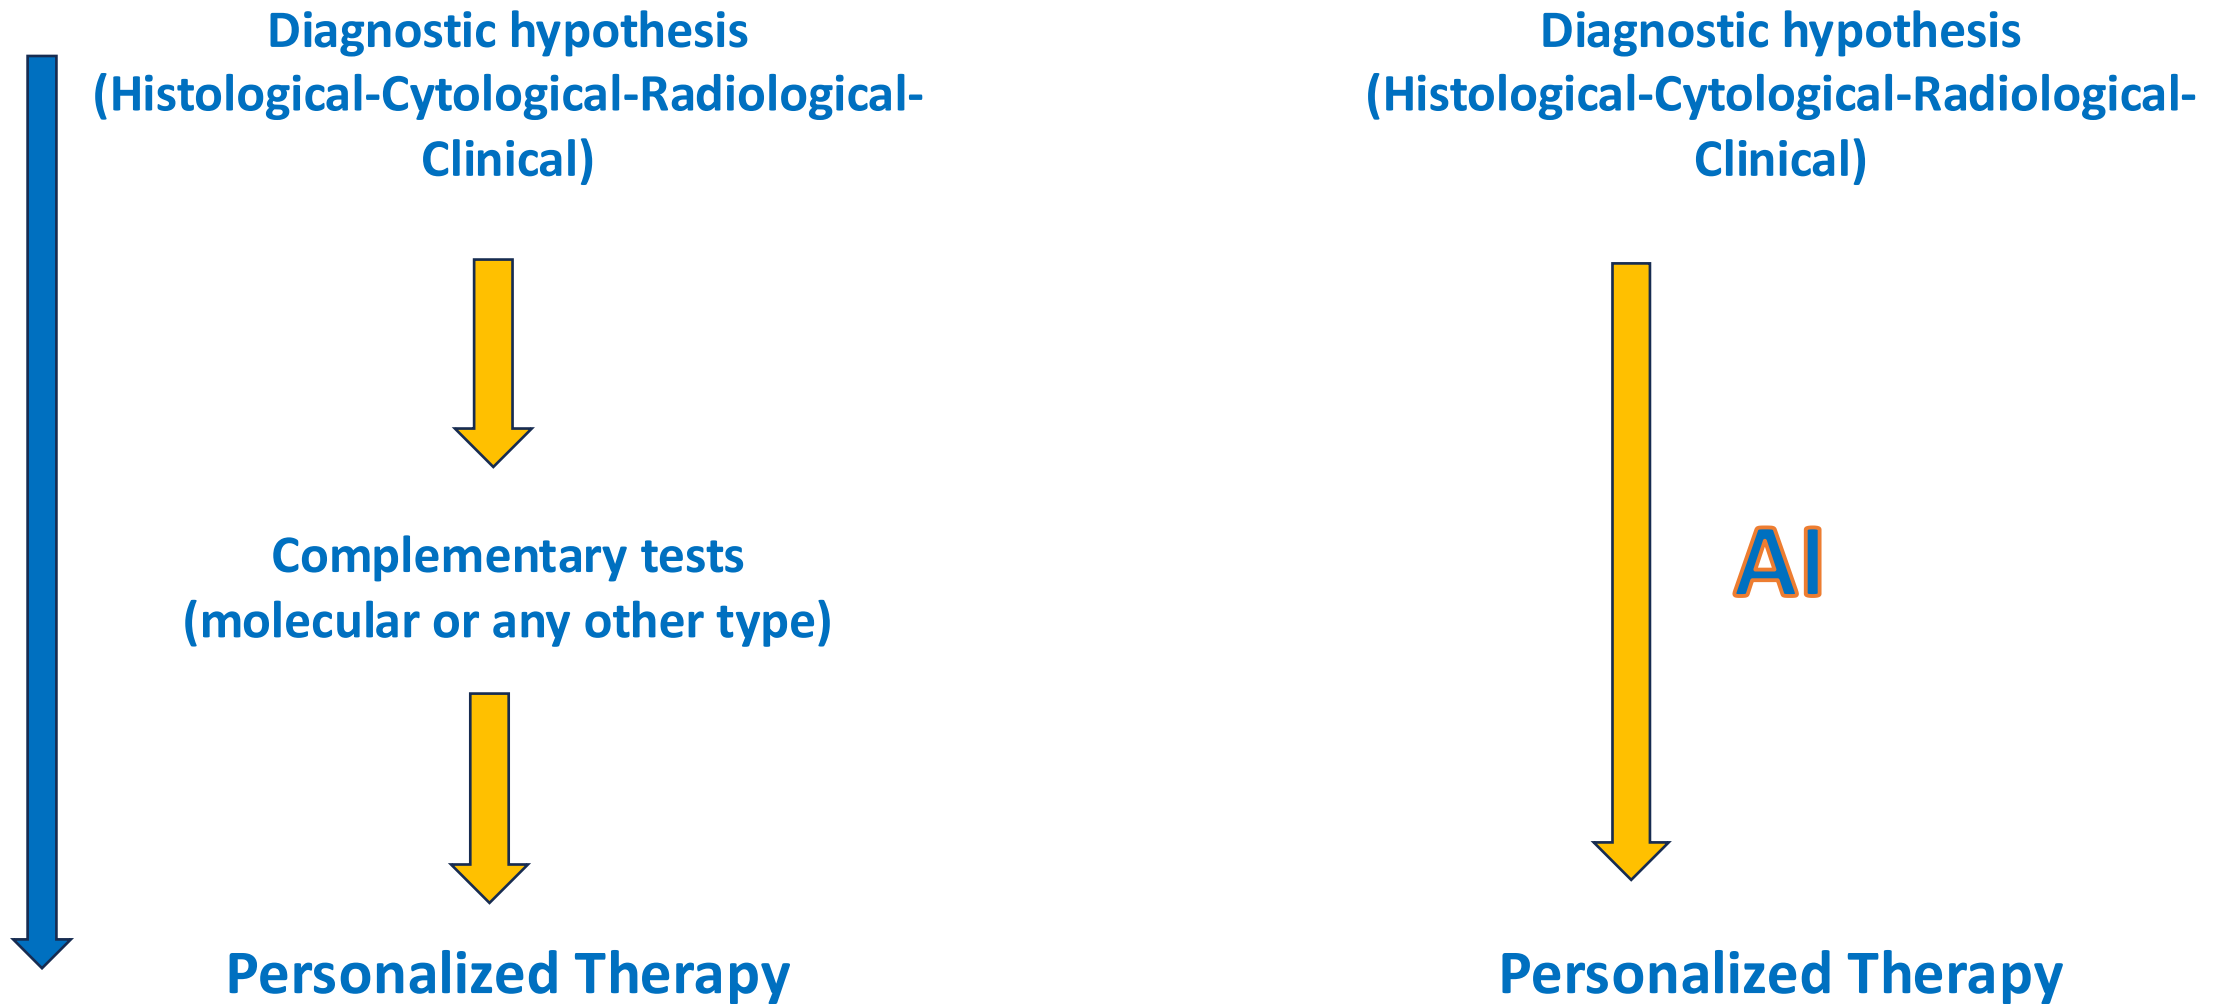 Diagnostic hypothesis
(Histological-Cytological-Radiological-
Clinical)
Complementary tests
(molecular or any other type)
Personalized Therapy
Diagnostic hypothesis
(Histological-Cytological-Radiological-
Clinical)
AI
Personalized Therapy